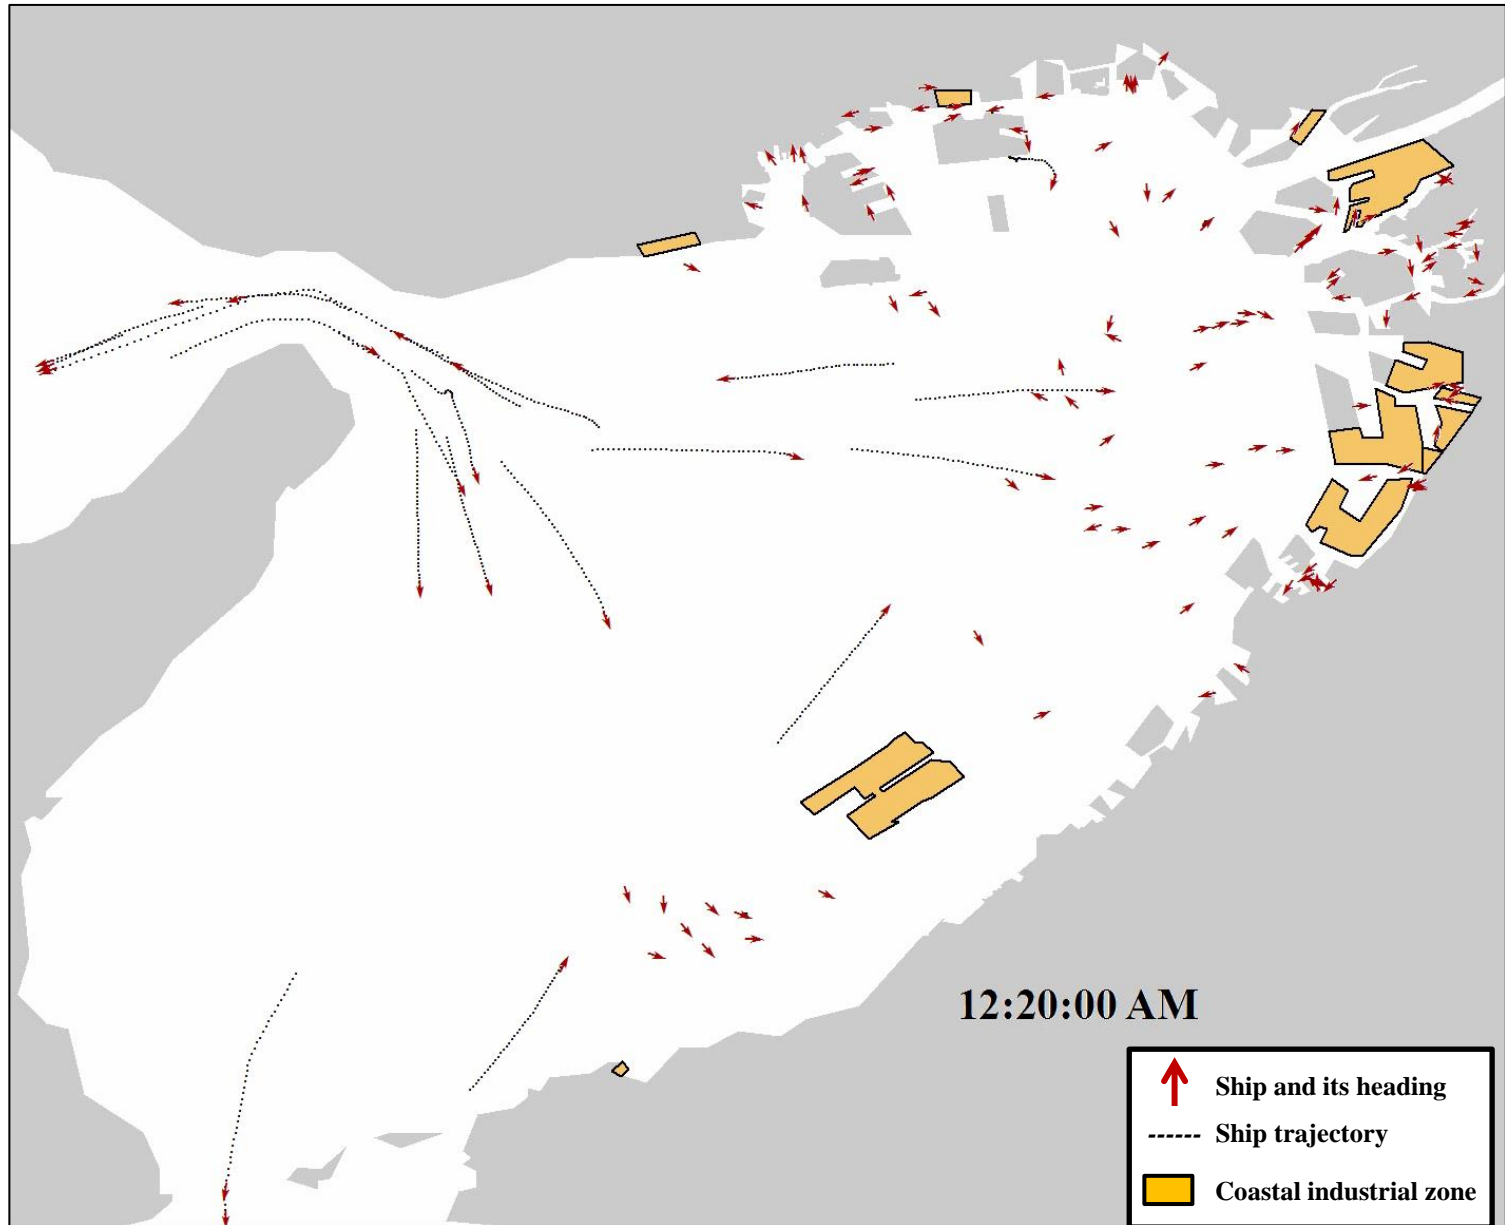 12:20:00 AM
Ship and its heading
Ship trajectory
Coastal industrial zone